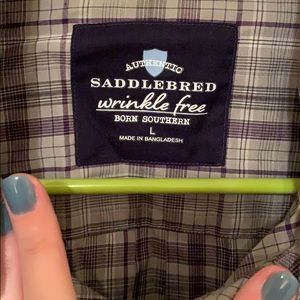 AUTHENTIC
SADDLEBRED
wrinkle free
BORN SOUTHERN
L
MADE IN BANGLADESH